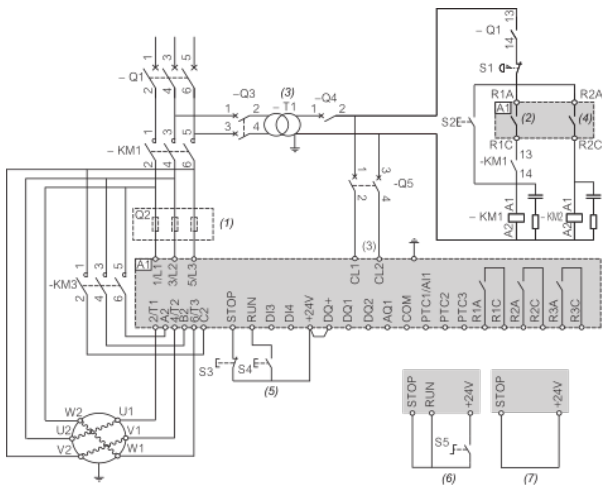 13
– Q1
14
S1
1 3 5
– Q1
2 4 6
–Q3
1 2
3 4
(3)
– T1
–Q4
1 2
R1A R2A
A1
(2) (4)
S2
R1C R2C
–KM1
13
14
– KM1
A1
A2
– KM2
A1
A2
1 3 5
– KM1
2 4 6
1 3
–Q5
2 4
Q2
(1)
(3)
A1
1/L1 3/L2 5/L3 CL1 CL2
1 3 5
–KM3
2 4 6
2/T1 A2 4/T2 B2 6/T3 C2 STOP RUN DI3 DI4 +24V DQ+ DQ1 DQ2 AQ1 COM PTC1/AI1 PTC2 PTC3 R1A R1C R2A R2C R3A R3C
S3 S4
(5)
W2 U1
U2 V1
V2 W1
STOP RUN +24V
S5
(6)
STOP +24V
(7)